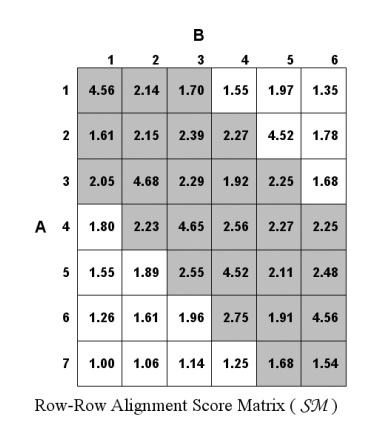 B
1 2 3 4 5 6
1 4.56 2.14 1.70 1.55 1.97 1.35
2 1.61 2.15 2.39 2.27 4.52 1.78
3 2.05 4.68 2.29 1.92 2.25 1.68
A 4 1.80 2.23 4.65 2.56 2.27 2.25
5 1.55 1.89 2.55 4.52 2.11 2.48
6 1.26 1.61 1.96 2.75 1.91 4.56
7 1.00 1.06 1.14 1.25 1.68 1.54
Row-Row Alignment Score Matrix ( SM )